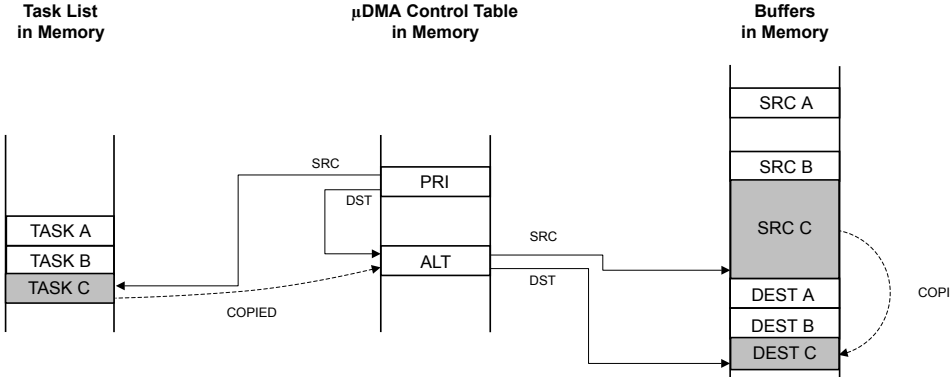 Task List
in Memory
μDMA Control Table
in Memory
Buffers
in Memory
SRC A
SRC B
SRC C
DEST A
DEST B
DEST C
SRC
PRI
DST
TASK A
TASK B
TASK C
ALT
SRC
DST
COPIED
COPI